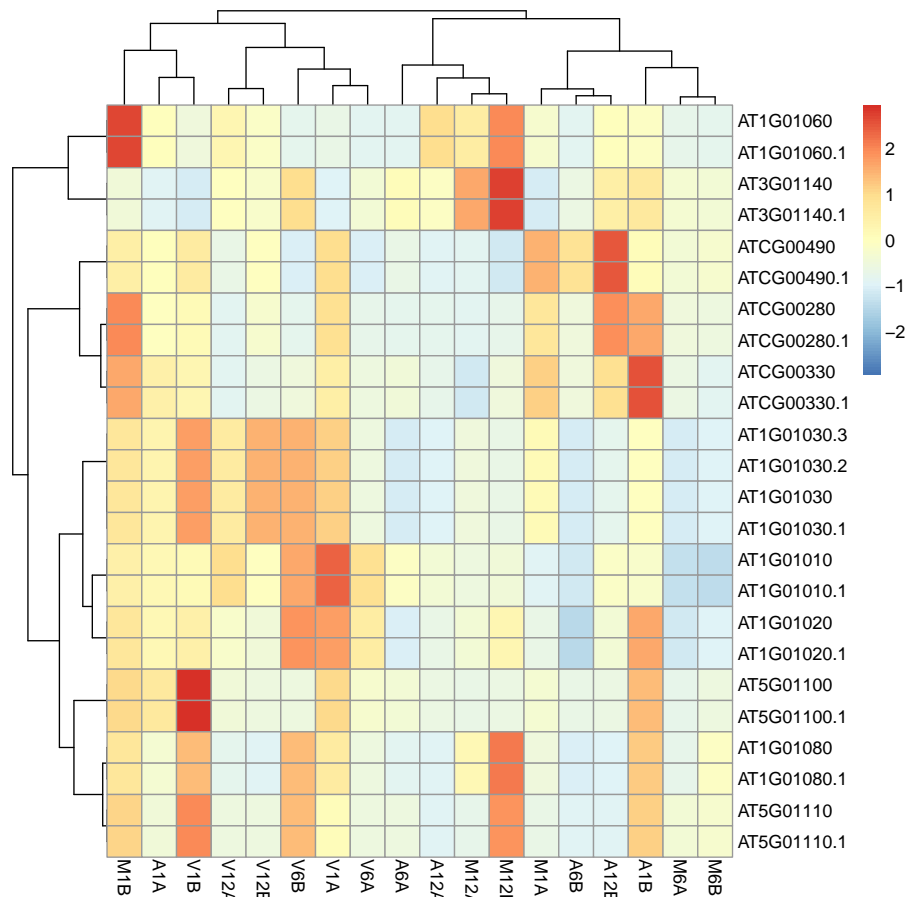 AT1G01060
AT1G01060.1
AT3G01140
AT3G01140.1
ATCG00490
ATCG00490.1
ATCG00280
ATCG00280.1
ATCG00330
ATCG00330.1
AT1G01030.3
AT1G01030.2
AT1G01030
AT1G01030.1
AT1G01010
AT1G01010.1
AT1G01020
AT1G01020.1
AT5G01100
AT5G01100.1
AT1G01080
AT1G01080.1
AT5G01110
AT5G01110.1
2
1
0
−1
−2
M1B A1A V1B V12A V12B V6B V1A V6A A6A A12A M12A M12B M1A A6B A12B A1B M6A M6B